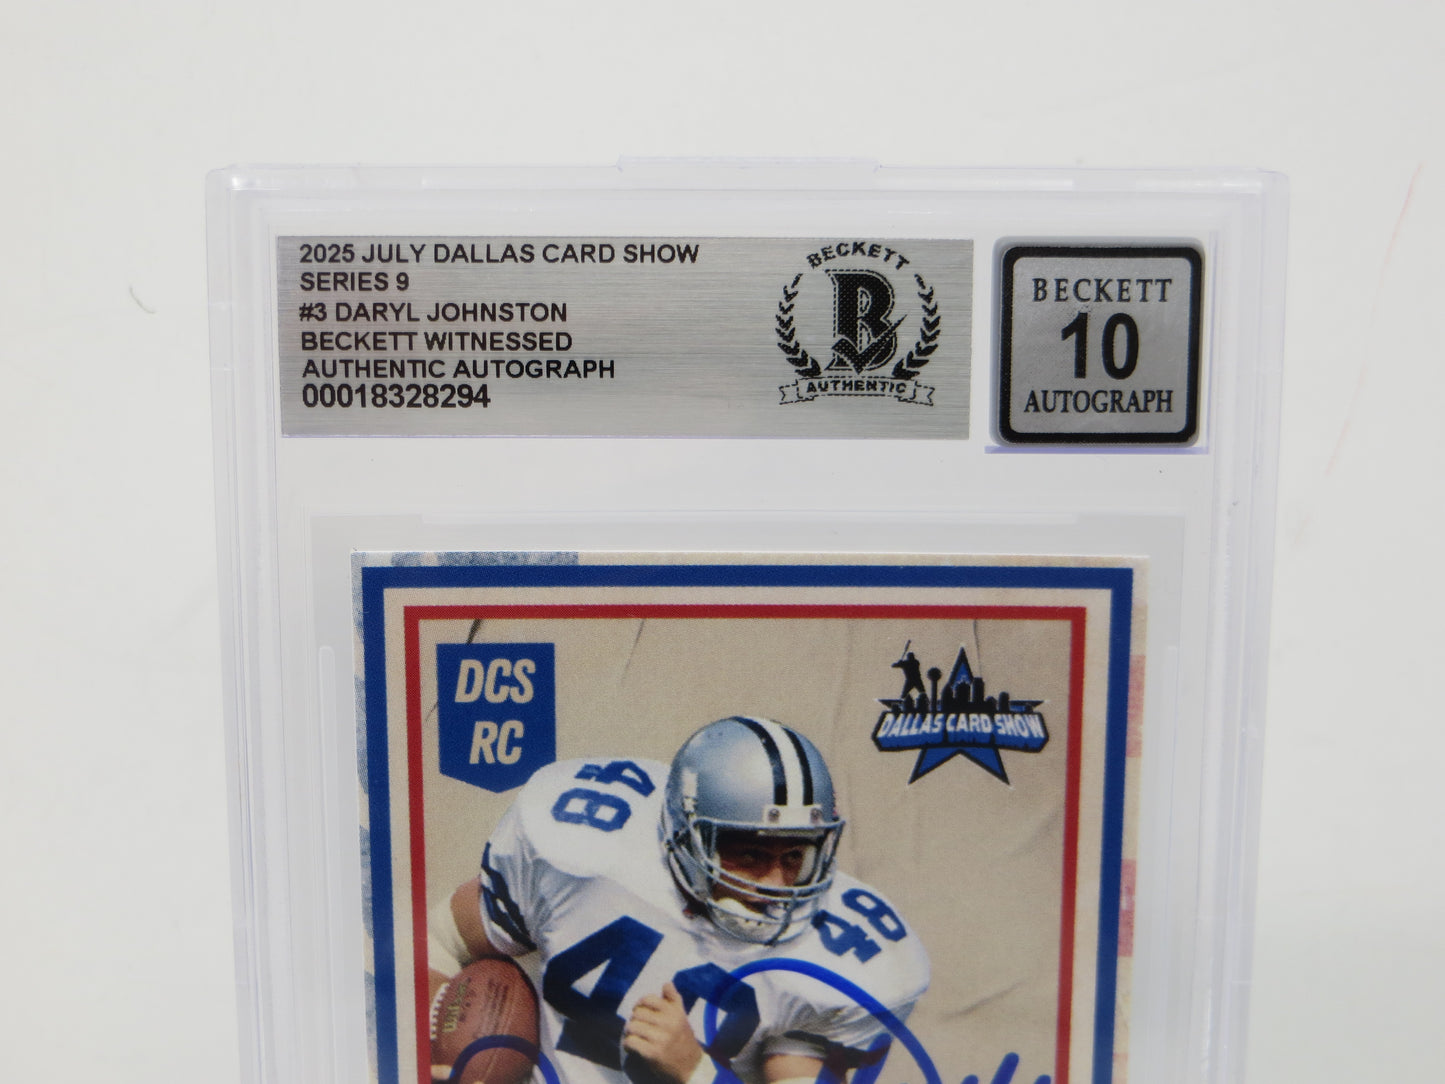 2025 JULY DALLAS CARD SHOW
SERIES 9
#3 DARYL JOHNSTON
BECKETT WITNESSED
AUTHENTIC AUTOGRAPH
00018328294
BECKETT
B
AUTHENTIC
BECKETT
10
AUTOGRAPH
DCS
RC
DALLAS CARD SHOW
48
48
48
Wilson